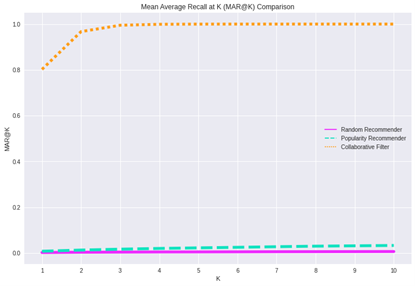 Mean Average Recall at K (MAR@K) Comparison
1.0
0.8
0.6
0.4
0.2
0.0
MAR@K
Random Recommender
Popularity Recommender
Collaborative Filter
1 2 3 4 5 6 7 8 9 10
K